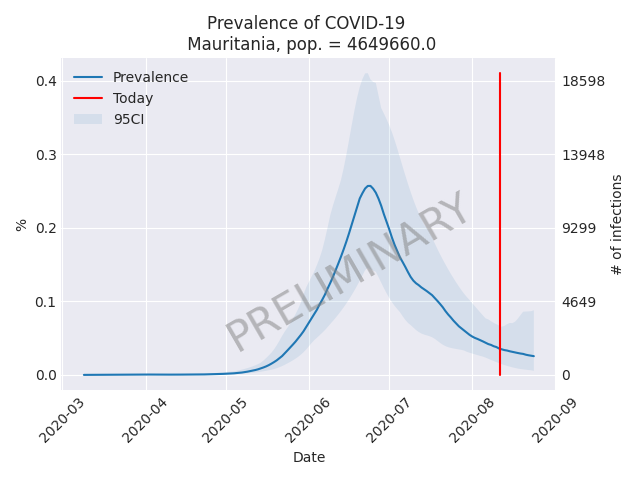 Prevalence of COVID-19
Mauritania, pop. = 4649660.0
Prevalence
Today
95CI
0.4
0.3
0.2
0.1
0.0
%
18598
13948
9299
4649
0
# of infections
PRELIMINARY
2020-03
2020-04
2020-05
2020-06
2020-07
2020-08
2020-09
Date